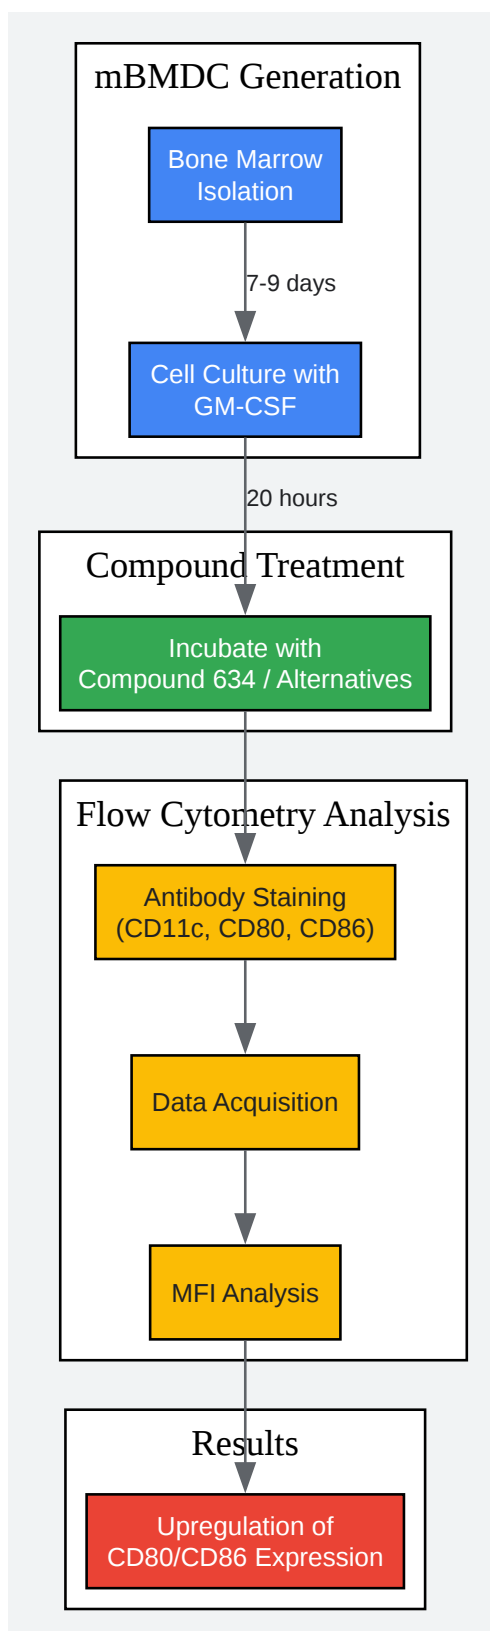 mBMDC Generation
Bone Marrow
Isolation
7-9 days
Cell Culture with
GM-CSF
20 hours
Compound Treatment
Incubate with
Compound 634 / Alternatives
Flow Cytometry Analysis
Antibody Staining
(CD11c, CD80, CD86)
Data Acquisition
MFI Analysis
Results
Upregulation of
CD80/CD86 Expression